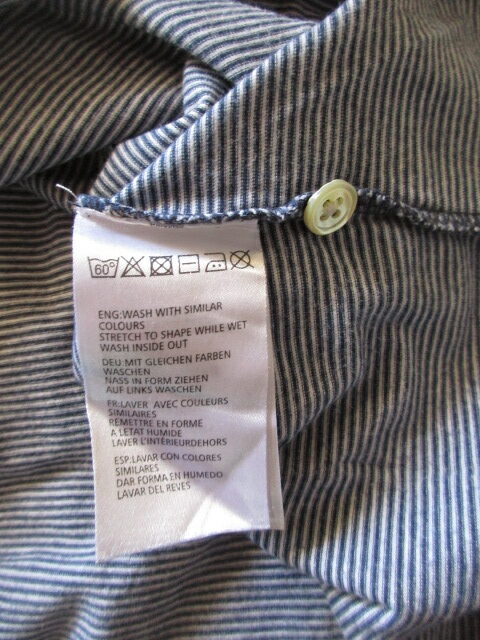 60°
ENG:WASH WITH SIMILAR
COLOURS
STRETCH TO SHAPE WHILE WET
WASH INSIDE OUT
DEU:MIT GLEICHEN FARBEN
WASCHEN
NASS IN FORM ZIEHEN
AUF LINKS WASCHEN
FR:LAVER AVEC COULEURS
SIMILAIRES
REMETTRE EN FORME
A LETAT HUMIDE
LAVER L'INTÉRIEURDEHORS
ESP:LAVAR CON COLORES
SIMILARES
DAR FORMA EN HUMEDO
LAVAR DEL REVES